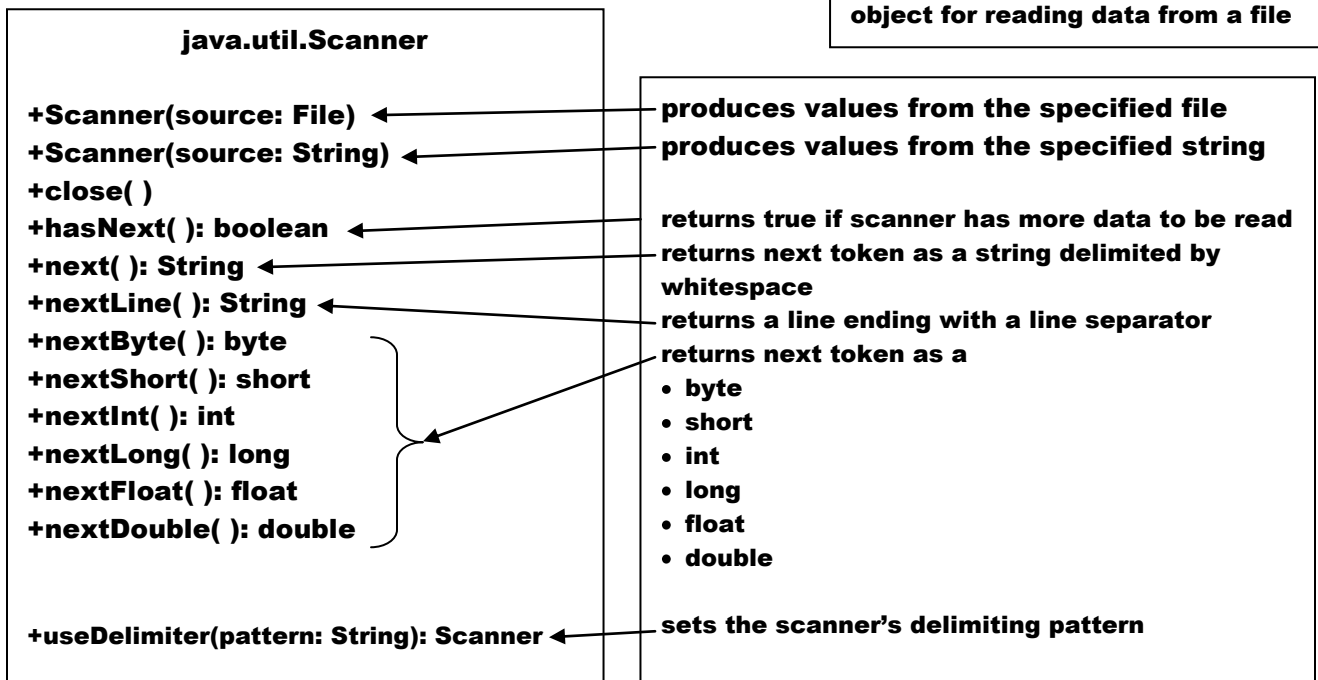 object for reading data from a file
java.util.Scanner
+Scanner(source: File)
+Scanner(source: String)
+close( )
+hasNext( ): boolean
+next( ): String
+nextLine( ): String
+nextByte( ): byte
+nextShort( ): short
+nextInt( ): int
+nextLong( ): long
+nextFloat( ): float
+nextDouble( ): double
+useDelimiter(pattern: String): Scanner
produces values from the specified file
produces values from the specified string
returns true if scanner has more data to be read
returns next token as a string delimited by
whitespace
returns a line ending with a line separator
returns next token as a
• byte
• short
• int
• long
• float
• double
sets the scanner’s delimiting pattern